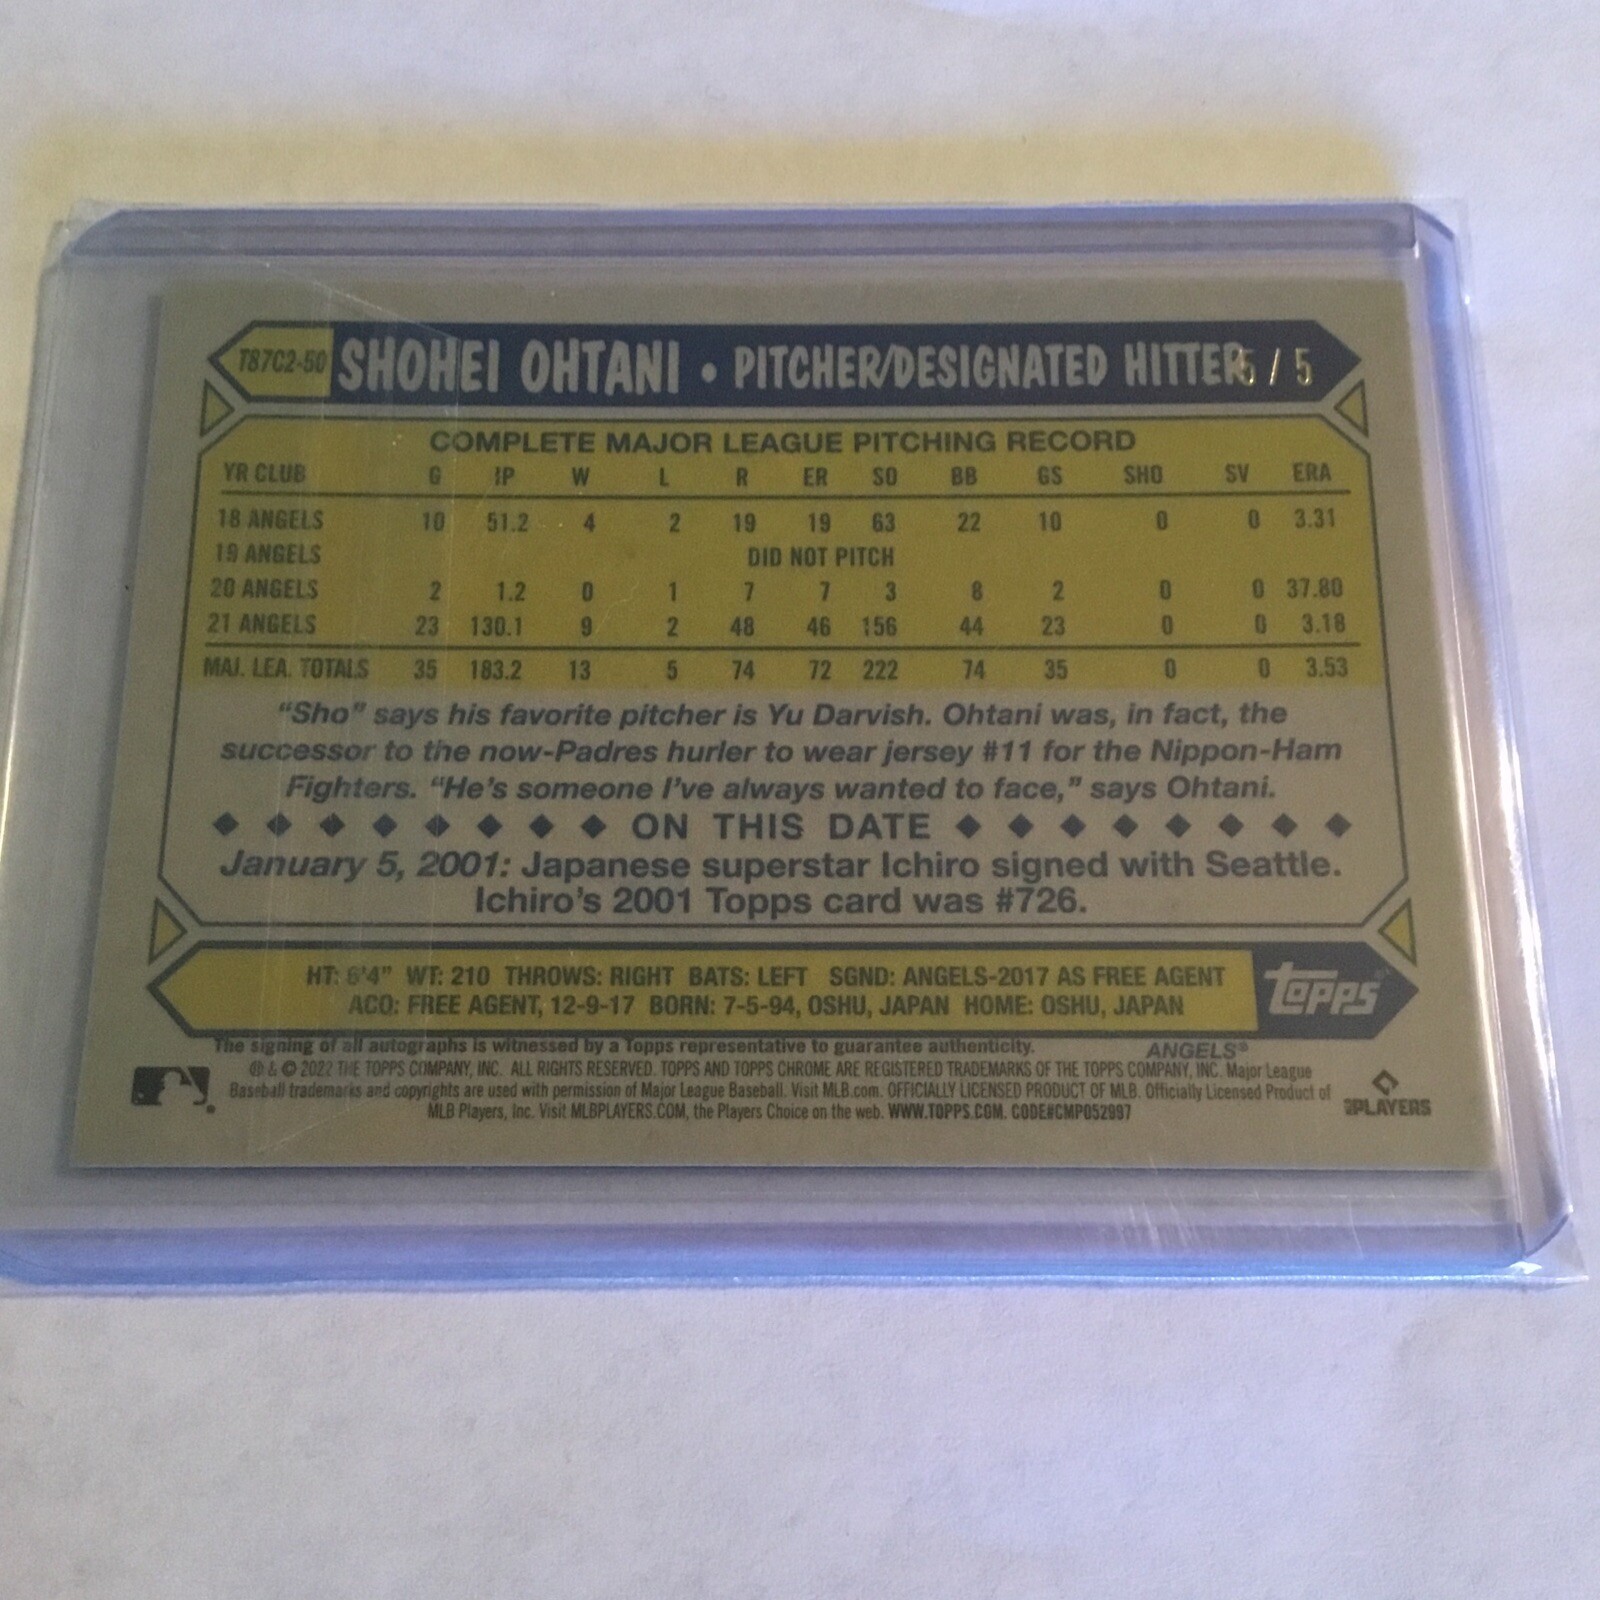 T87C2-50 SHOHEI OHTANI • PITCHER/DESIGNATED HITTER 5 / 5
COMPLETE MAJOR LEAGUE PITCHING RECORD
YR CLUB G IP W L R ER SO BB GS SHO SV ERA
18 ANGELS 10 51.2 4 2 19 19 63 22 10 0 0 3.31
19 ANGELS DID NOT PITCH
20 ANGELS 2 1.2 0 1 7 7 3 8 2 0 0 37.80
21 ANGELS 23 130.1 9 2 48 46 156 44 23 0 0 3.18
MAJ. LEA. TOTALS 35 183.2 13 5 74 72 222 74 35 0 0 3.53
"Sho" says his favorite pitcher is Yu Darvish. Ohtani was, in fact, the
successor to the now-Padres hurler to wear jersey #11 for the Nippon-Ham
Fighters. "He's someone I've always wanted to face," says Ohtani.
◆ ◆ ◆ ◆ ◆ ◆ ◆ ◆ ON THIS DATE ◆ ◆ ◆ ◆ ◆ ◆ ◆ ◆
January 5, 2001: Japanese superstar Ichiro signed with Seattle.
Ichiro's 2001 Topps card was #726.
HT: 6'4" WT: 210 THROWS: RIGHT BATS: LEFT SGND: ANGELS-2017 AS FREE AGENT
ACQ: FREE AGENT, 12-9-17 BORN: 7-5-94, OSHU, JAPAN HOME: OSHU, JAPAN
Topps®
The signing of all autographs is witnessed by a Topps representative to guarantee authenticity. ANGELS®
® & © 2022 THE TOPPS COMPANY, INC. ALL RIGHTS RESERVED. TOPPS AND TOPPS CHROME ARE REGISTERED TRADEMARKS OF THE TOPPS COMPANY, INC. Major League
Baseball trademarks and copyrights are used with permission of Major League Baseball. Visit MLB.com. OFFICIALLY LICENSED PRODUCT OF MLB. Officially Licensed Product of
MLB Players, Inc. Visit MLBPLAYERS.COM, the Players Choice on the web. WWW.TOPPS.COM. CODE#CMP052997
PLAYERS